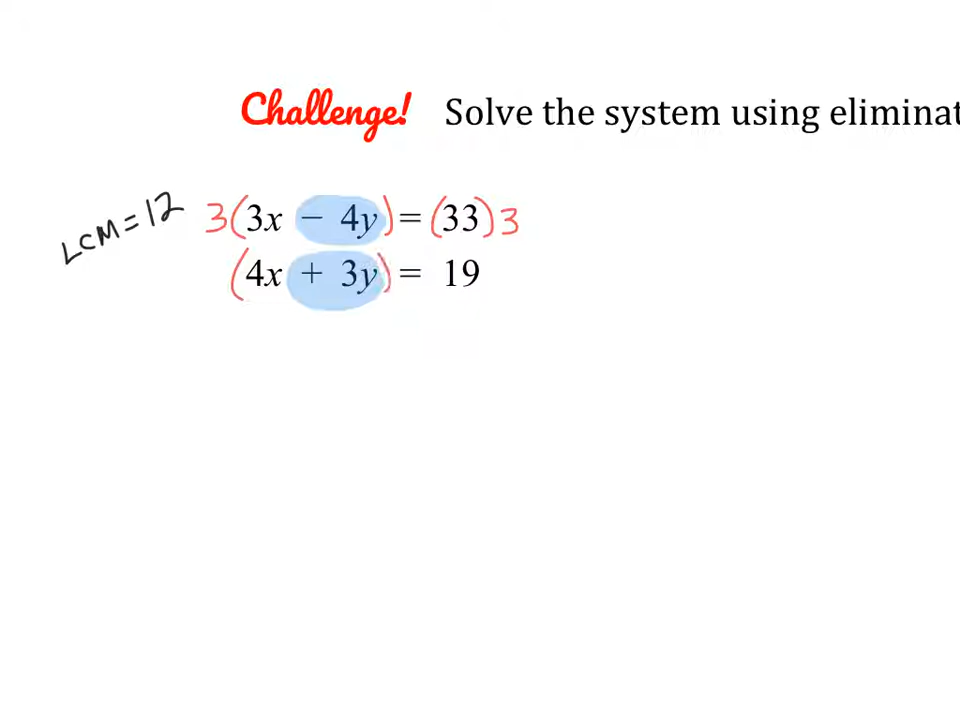 Challenge! Solve the system using eliminat
LCM = 12
3(3x − 4y) = (33)3
(4x + 3y) = 19